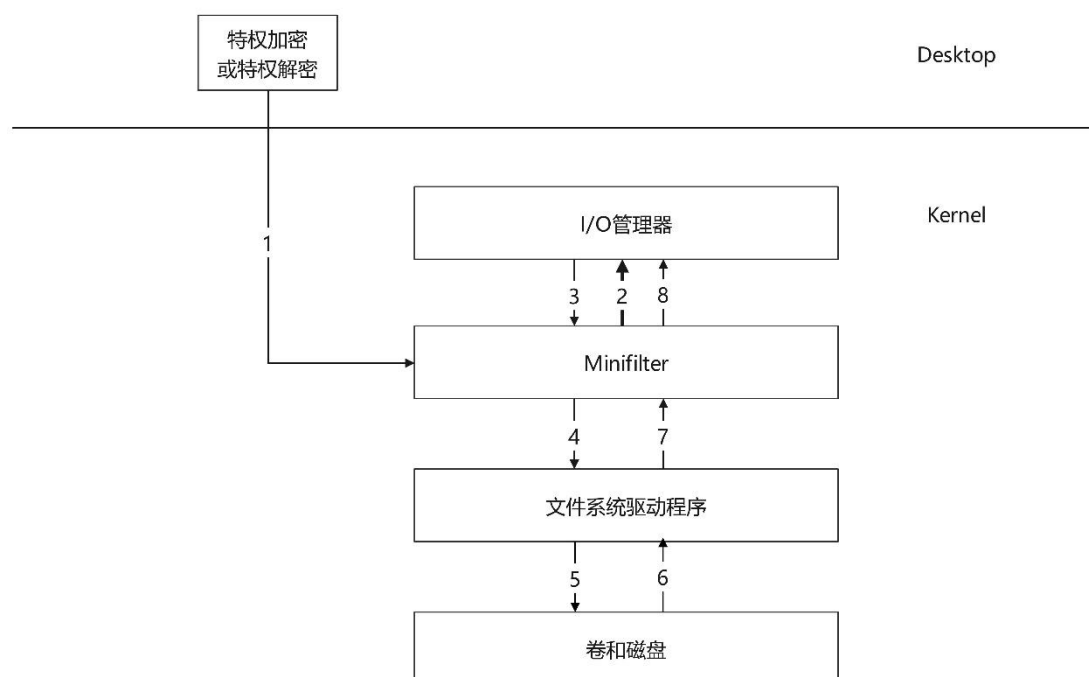 特权加密
或特权解密
Desktop
I/O管理器
Kernel
1
3
2
8
Minifilter
4
7
文件系统驱动程序
5
6
卷和磁盘